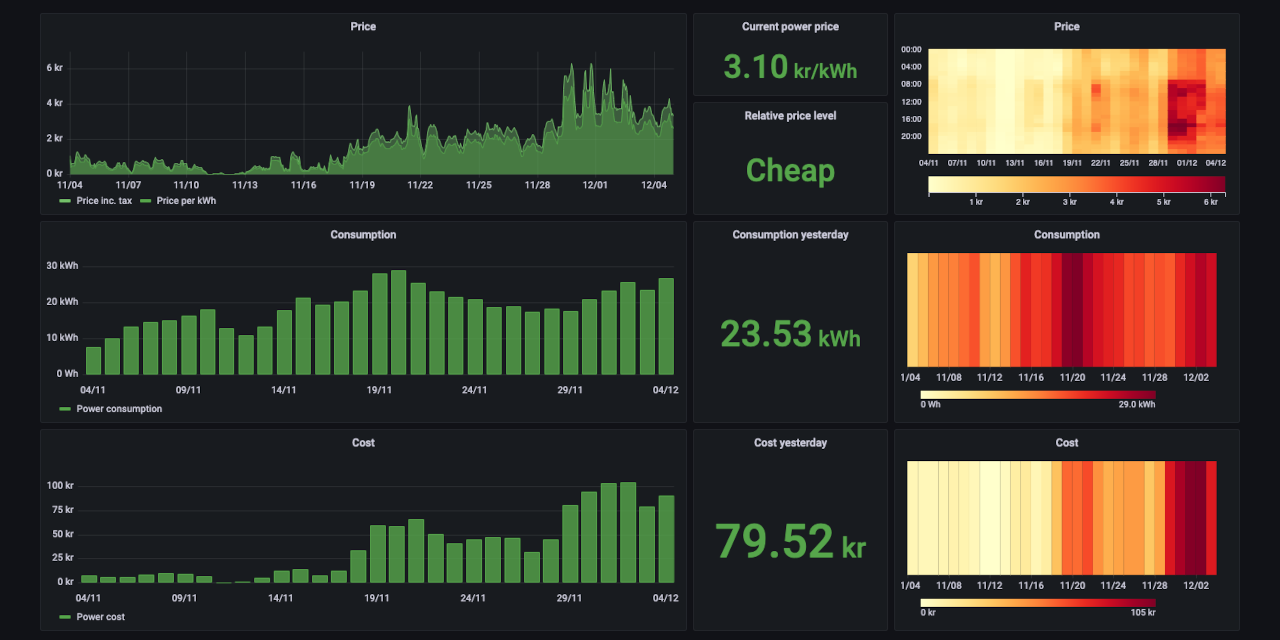 Price
6 kr
4 kr
2 kr
0 kr
11/04 11/07 11/10 11/13 11/16 11/19 11/22 11/25 11/28 12/01 12/04
Price inc. tax Price per kWh
Current power price
3.10 kr/kWh
Relative price level
Cheap
Price
00:00
04:00
08:00
12:00
16:00
20:00
04/11 07/11 10/11 13/11 16/11 19/11 22/11 25/11 28/11 01/12 04/12
1 kr 2 kr 3 kr 4 kr 5 kr 6 kr
Consumption
30 kWh
20 kWh
10 kWh
0 Wh
04/11 09/11 14/11 19/11 24/11 29/11 04/12
Power consumption
Consumption yesterday
23.53 kWh
Consumption
1/04 11/08 11/12 11/16 11/20 11/24 11/28 12/02
0 Wh 29.0 kWh
Cost
100 kr
75 kr
50 kr
25 kr
0 kr
04/11 09/11 14/11 19/11 24/11 29/11 04/12
Power cost
Cost yesterday
79.52 kr
Cost
1/04 11/08 11/12 11/16 11/20 11/24 11/28 12/02
0 kr 105 kr